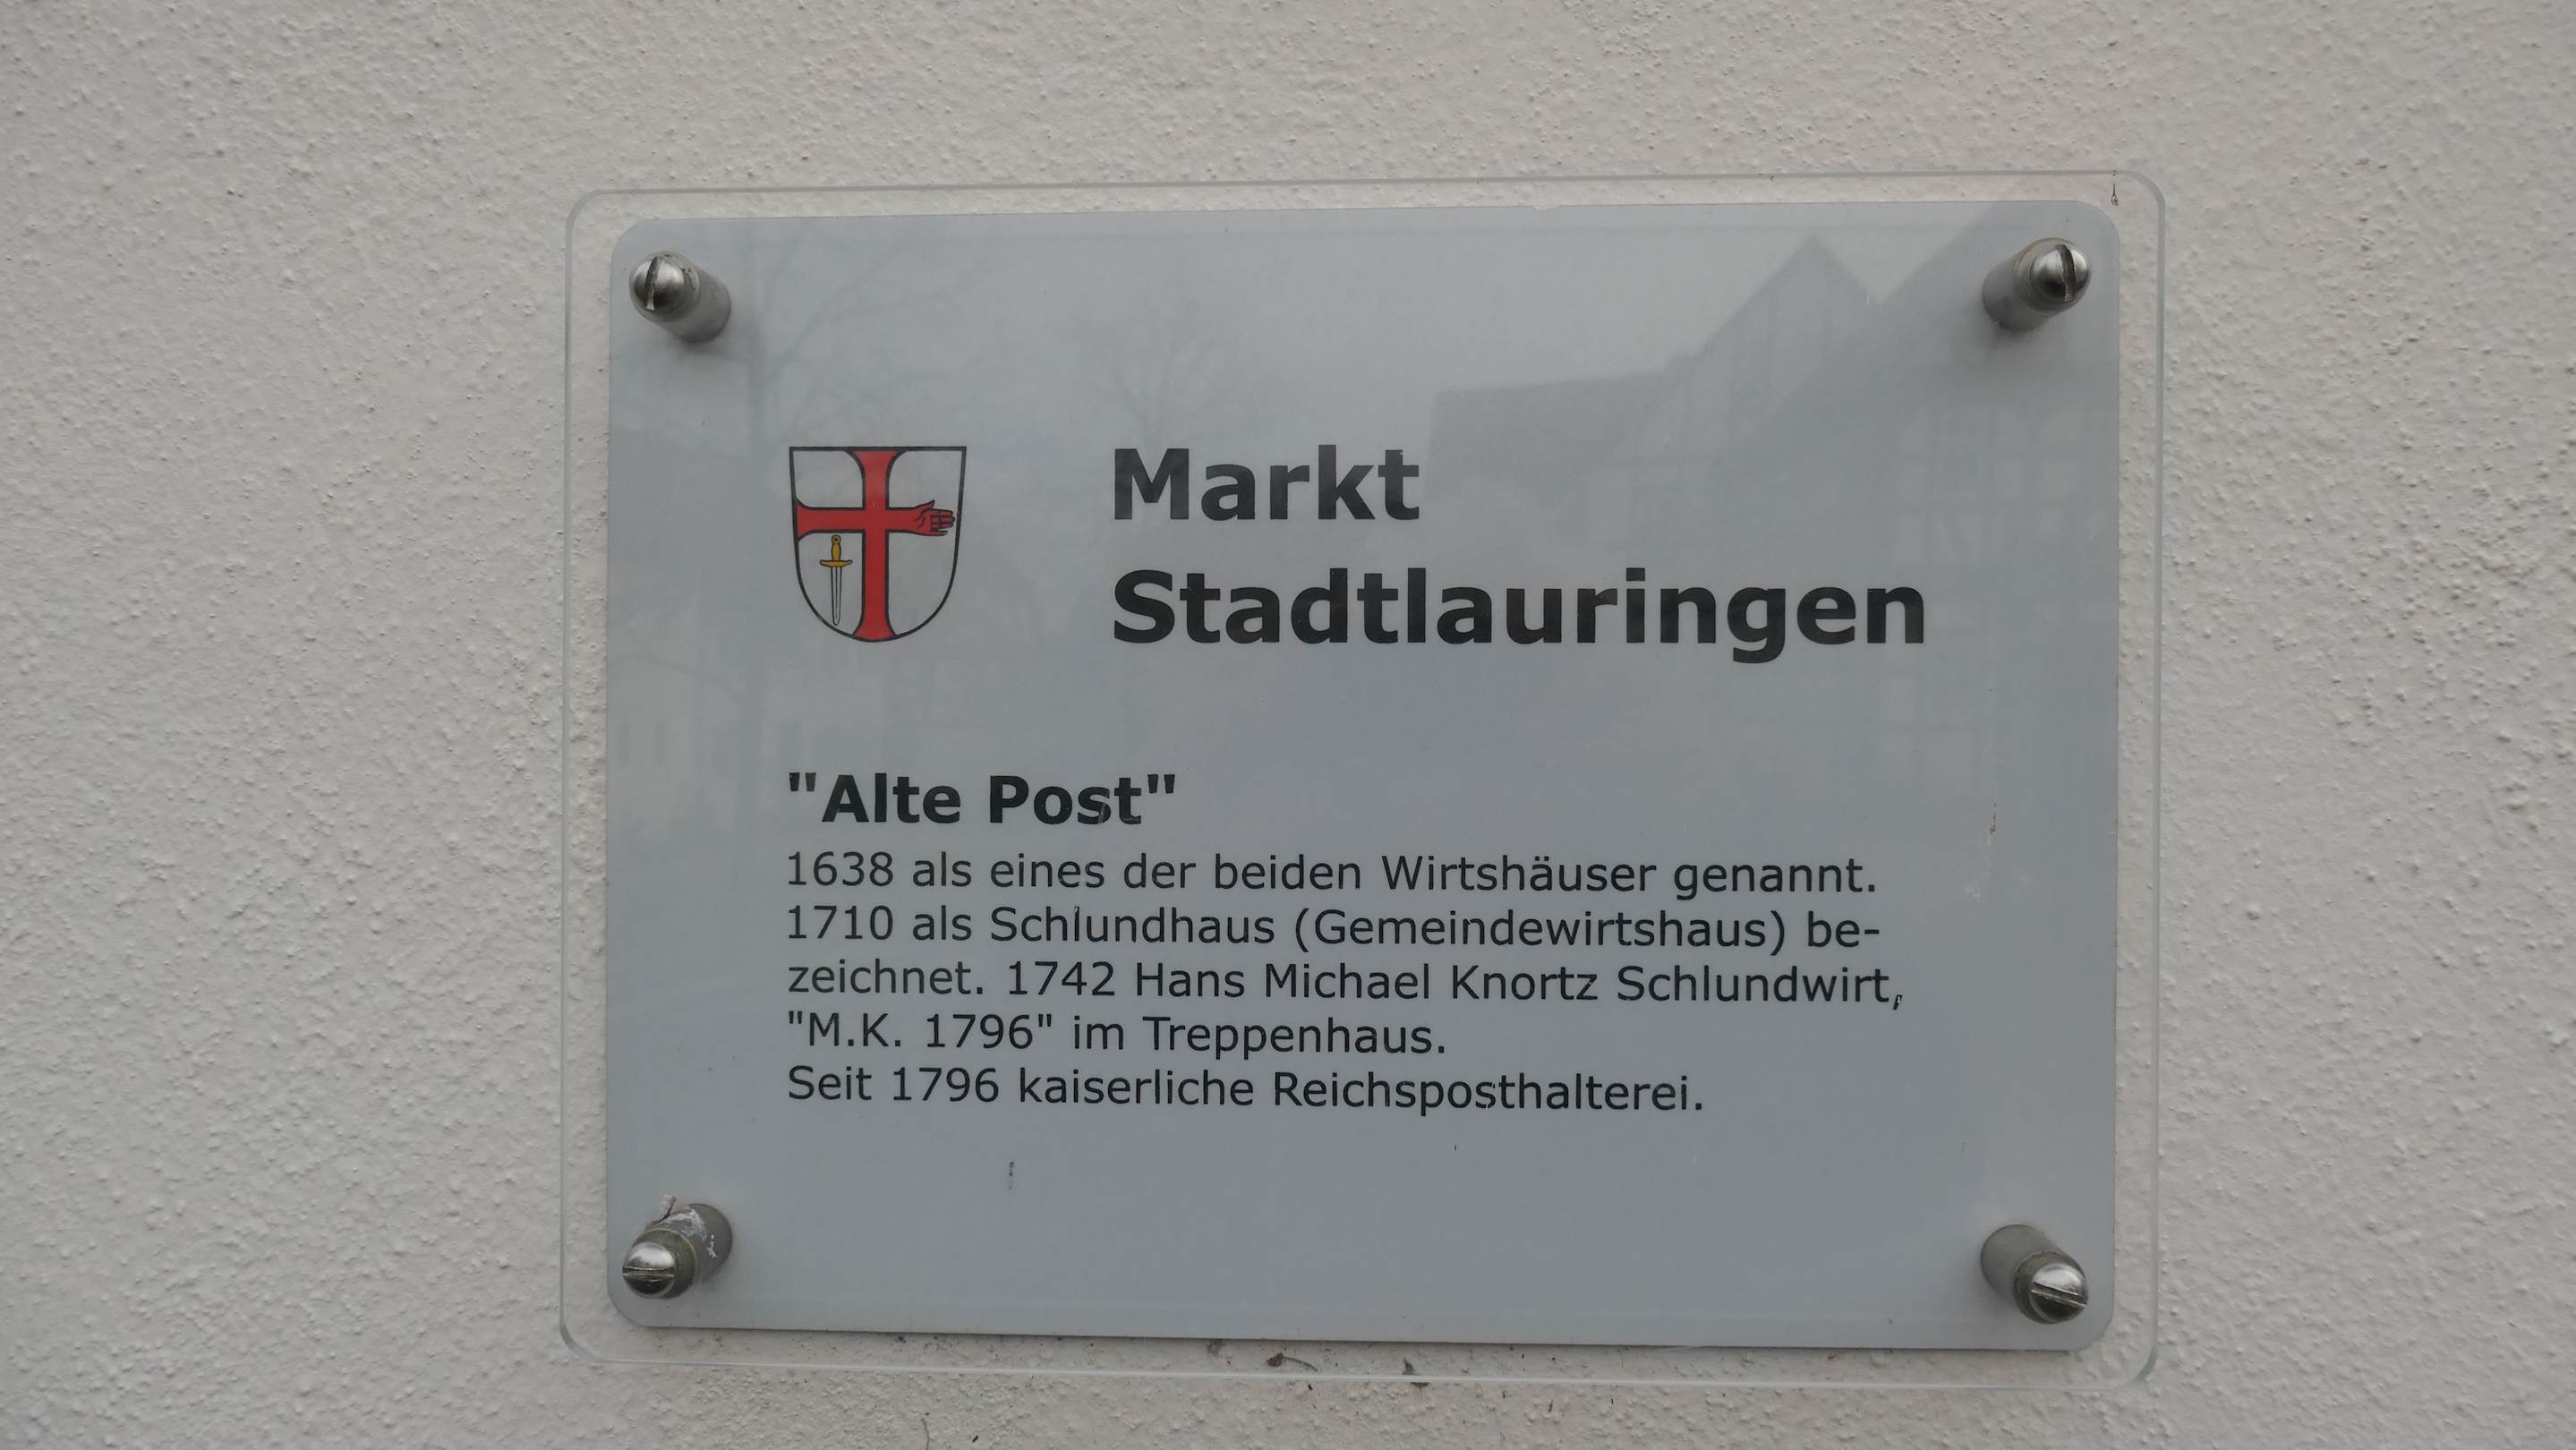 Markt
Stadtlauringen
"Alte Post"
1638 als eines der beiden Wirtshäuser genannt.
1710 als Schlundhaus (Gemeindewirtshaus) be-
zeichnet. 1742 Hans Michael Knortz Schlundwirt,
"M.K. 1796" im Treppenhaus.
Seit 1796 kaiserliche Reichsposthalterei.